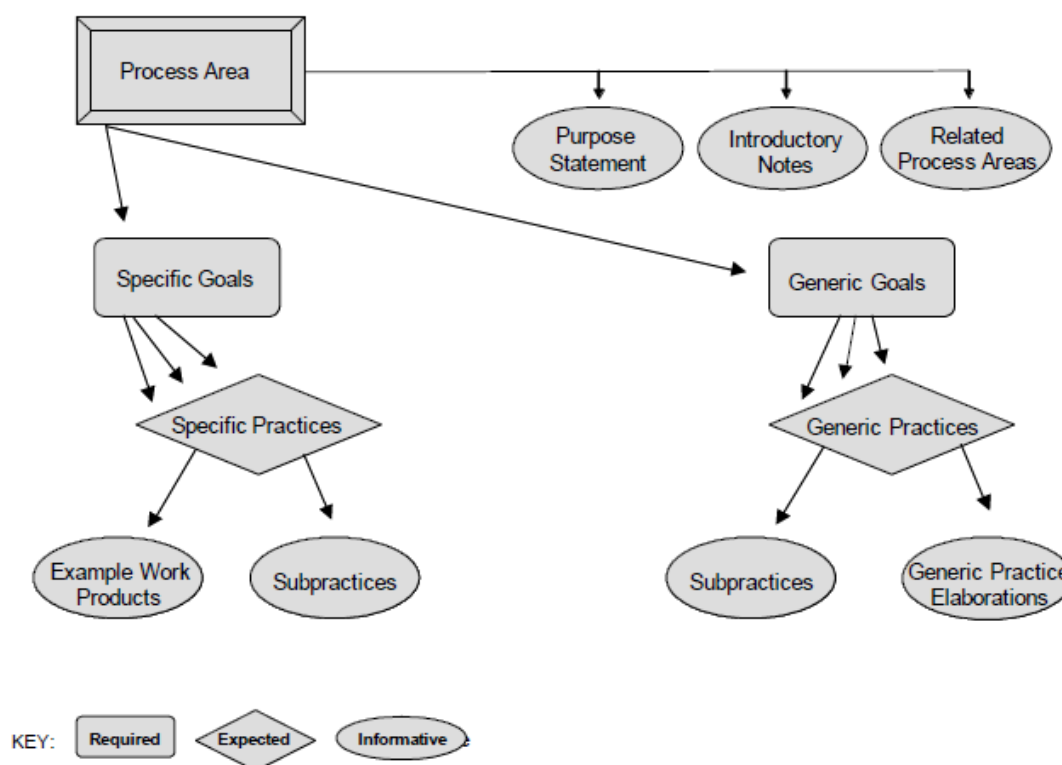 Process Area
Purpose
Statement
Introductory
Notes
Related
Process Areas
Specific Goals
Generic Goals
Specific Practices
Generic Practices
Example Work
Products
Subpractices
Subpractices
Generic Practice
Elaborations
KEY:
Required
Expected
Informative